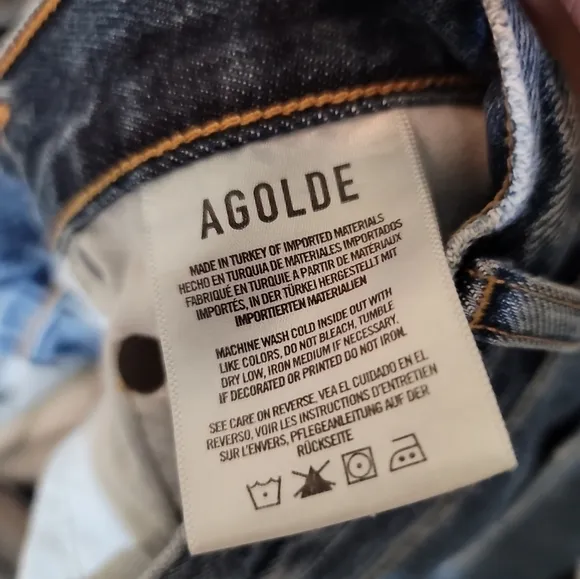 AGOLDE
MADE IN TURKEY OF IMPORTED MATERIALS
HECHO EN TURQUIA DE MATERIALES IMPORTADOS
FABRIQUÉ EN TURQUIE A PARTIR DE MATÉRIAUX
IMPORTÉS, IN DER TÜRKEI HERGESTELLT MIT
IMPORTIERTEN MATERIALIEN
MACHINE WASH COLD INSIDE OUT WITH
LIKE COLORS, DO NOT BLEACH, TUMBLE
DRY LOW, IRON MEDIUM IF NECESSARY.
IF DECORATED OR PRINTED DO NOT IRON.
SEE CARE ON REVERSE. VEA EL CUIDADO EN EL
REVERSO, VOIR LES INSTRUCTIONS D'ENTRETIEN
SUR L'ENVERS, PFLEGEANLEITUNG AUF DER
RÜCKSEITE